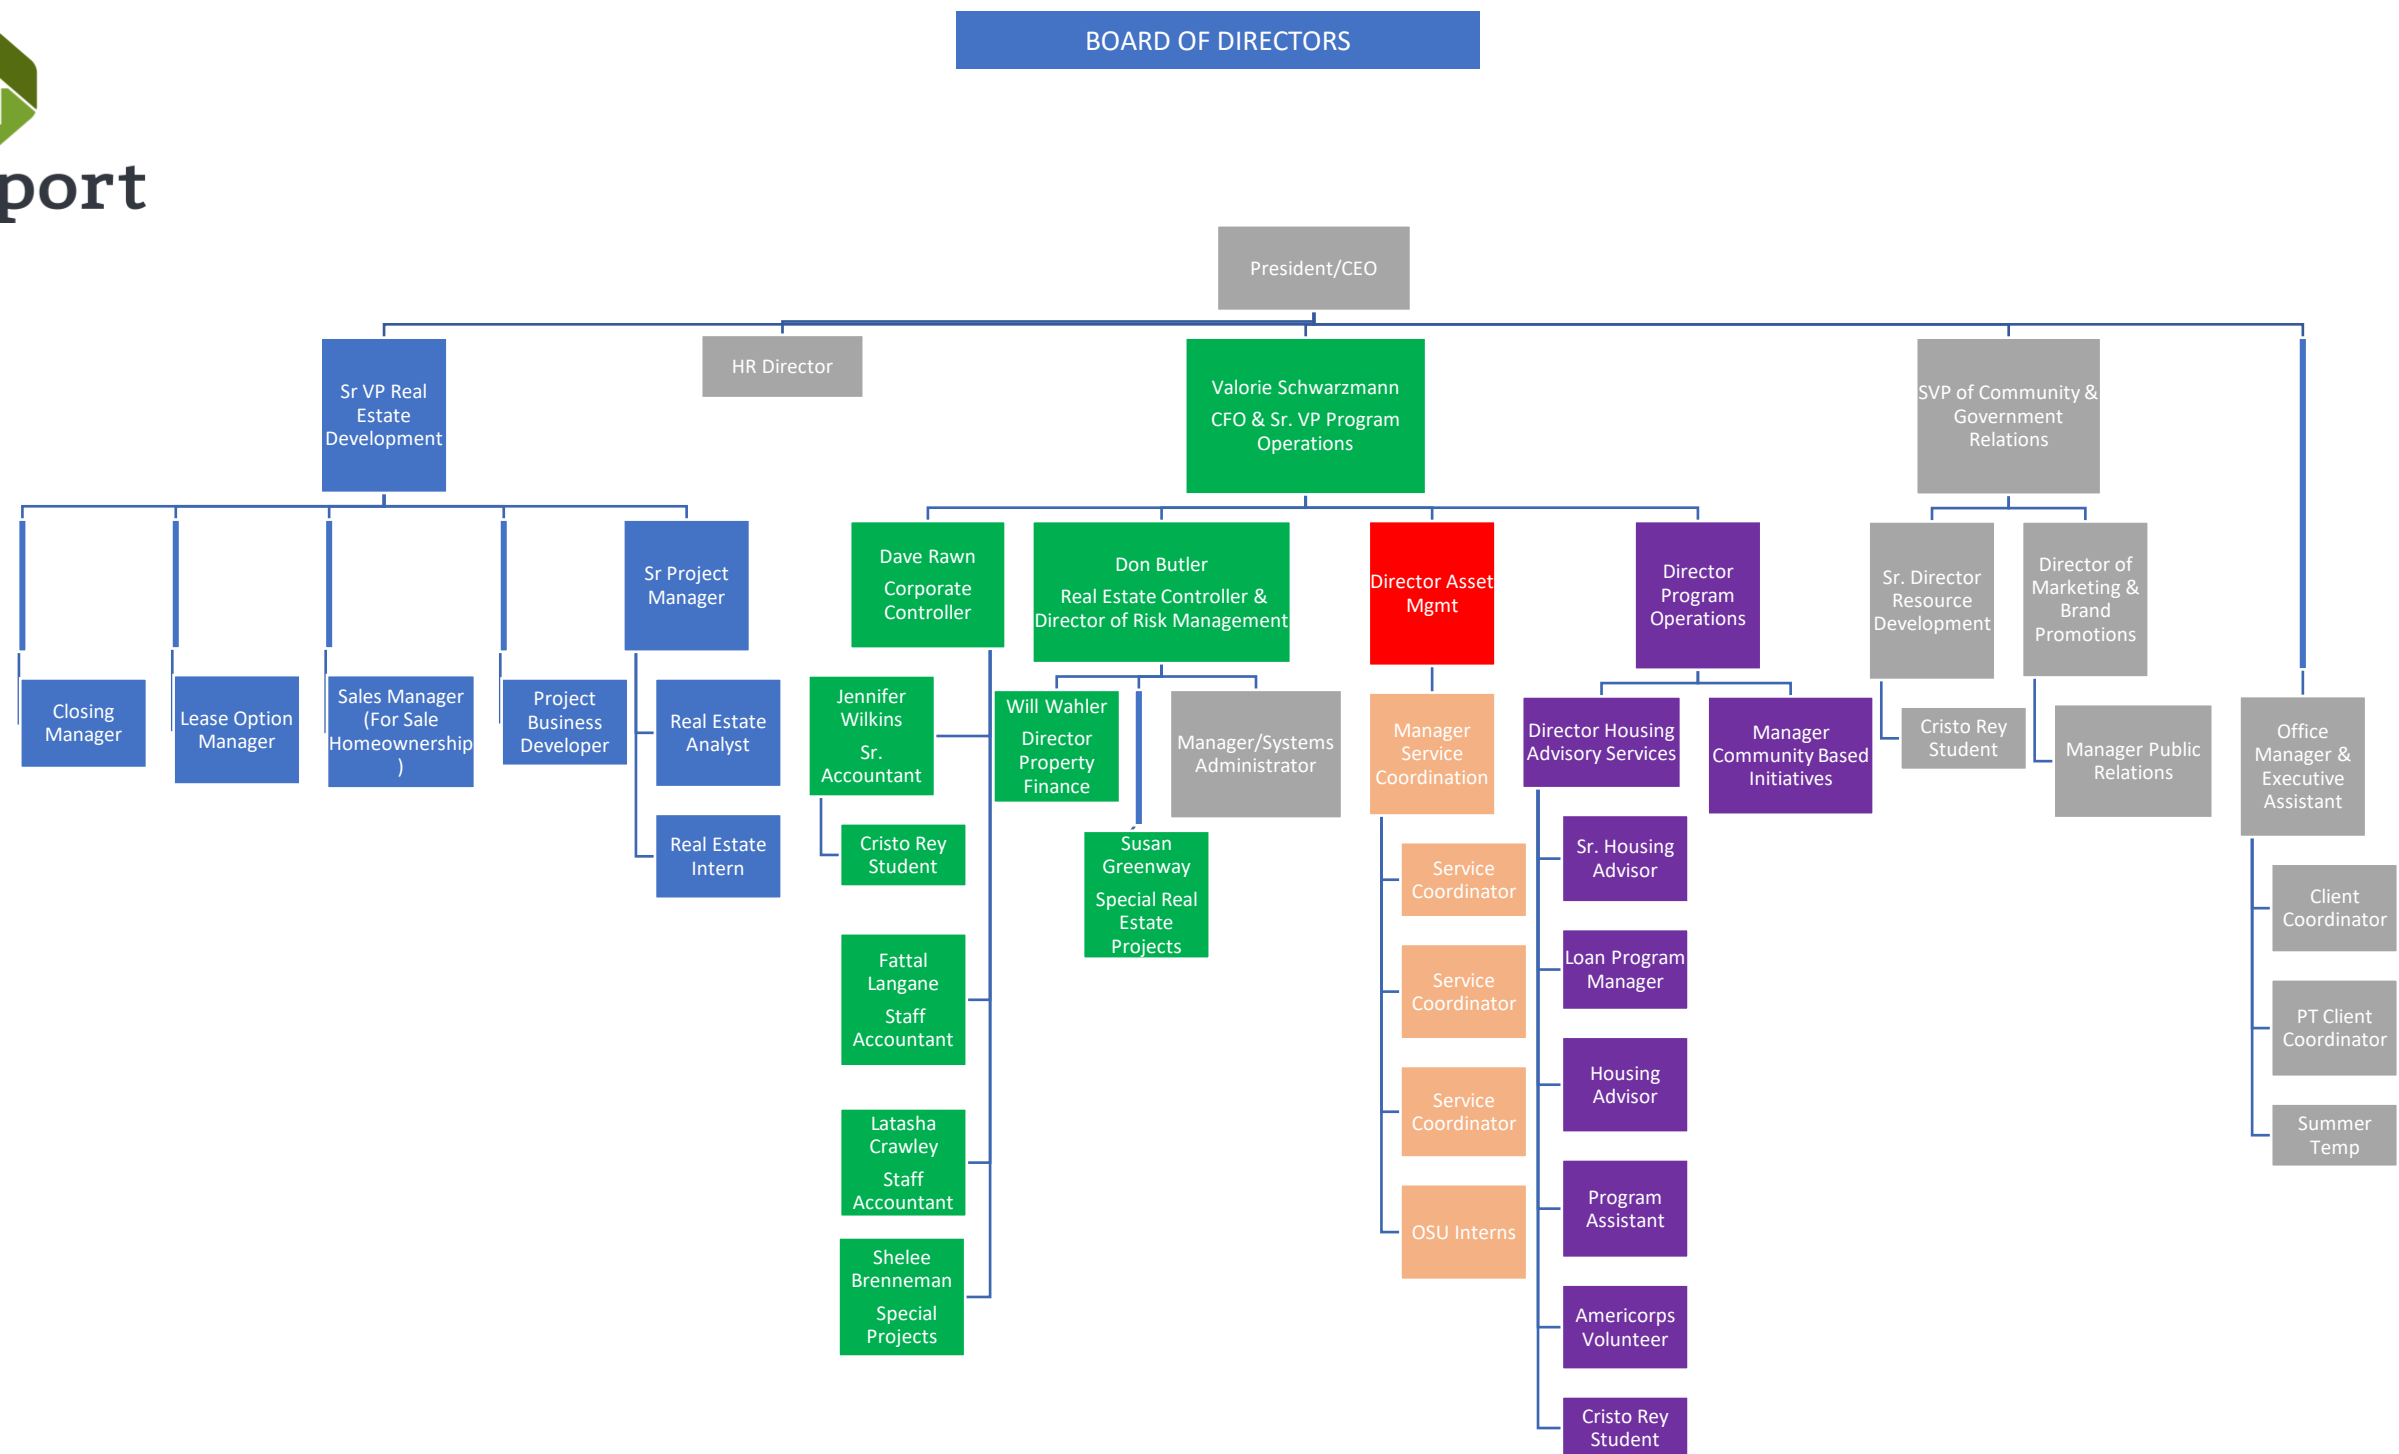 BOARD OF DIRECTORS
port
President/CEO
Sr VP Real
Estate
Development
HR Director
Valorie Schwarzmann
CFO & Sr. VP Program
Operations
SVP of Community &
Government
Relations
Closing
Manager
Lease Option
Manager
Sales Manager
(For Sale
Homeownership
)
Project
Business
Developer
Sr Project
Manager
Real Estate
Analyst
Real Estate
Intern
Dave Rawn
Corporate
Controller
Jennifer
Wilkins
Sr.
Accountant
Cristo Rey
Student
Fattal
Langane
Staff
Accountant
Latasha
Crawley
Staff
Accountant
Shelee
Brenneman
Special
Projects
Don Butler
Real Estate Controller &
Director of Risk Management
Will Wahler
Director
Property
Finance
Susan
Greenway
Special Real
Estate
Projects
Manager/Systems
Administrator
Director Asset
Mgmt
Manager
Service
Coordination
Service
Coordinator
Service
Coordinator
Service
Coordinator
OSU Interns
Director
Program
Operations
Director Housing
Advisory Services
Sr. Housing
Advisor
Loan Program
Manager
Housing
Advisor
Program
Assistant
Americorps
Volunteer
Cristo Rey
Student
Manager
Community Based
Initiatives
Sr. Director
Resource
Development
Cristo Rey
Student
Director of
Marketing &
Brand
Promotions
Manager Public
Relations
Office
Manager &
Executive
Assistant
Client
Coordinator
PT Client
Coordinator
Summer
Temp